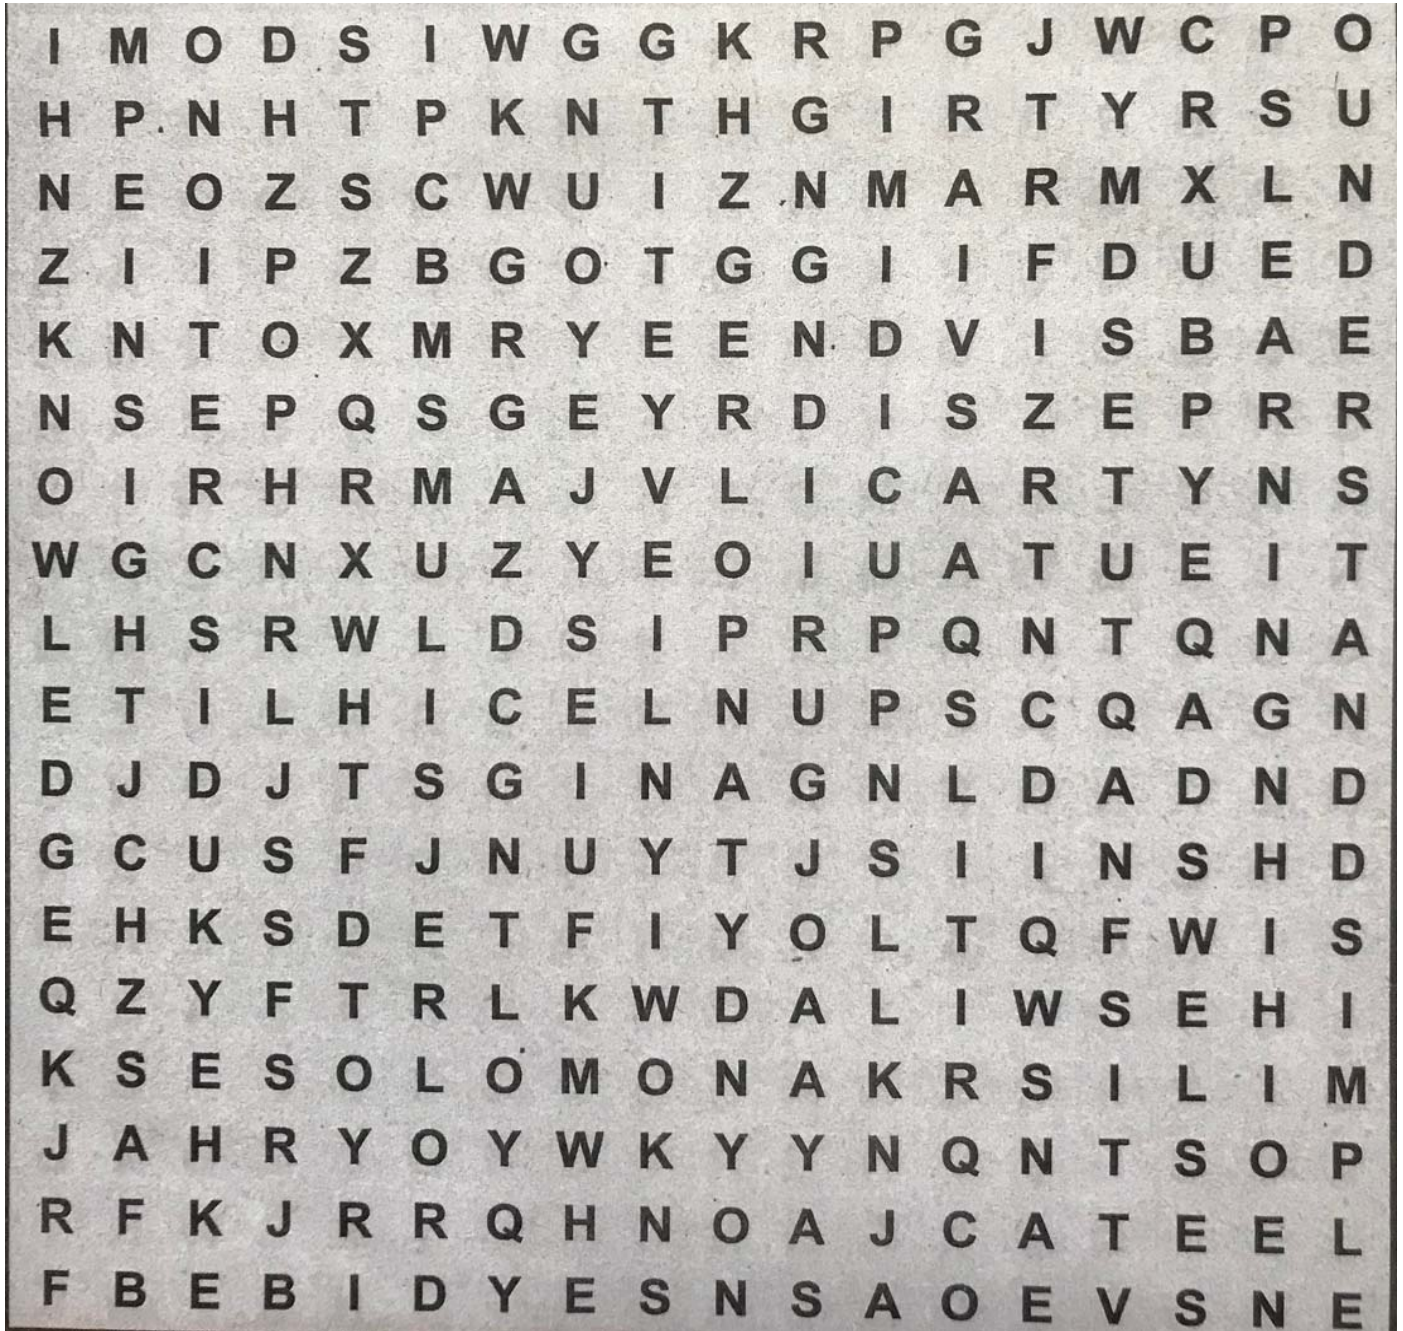 I M O D S I W G G K R P G J W C P O
H P N H T P K N T H G I R T Y R S U
N E O Z S C W U I Z N M A R M X L N
Z I I P Z B G O T G G I I F D U E D
K N T O X M R Y E E N D V I S B A E
N S E P Q S G E Y R D I S Z E P R R
O I R H R M A J V L I C A R T Y N S
W G C N X U Z Y E O I U A T U E I T
L H S R W L D S I P R P Q N T Q N A
E T I L H I C E L N U P S C Q A G N
D J D J T S G I N A G N L D A D N D
G C U S F J N U Y T J S I I N S H D
E H K S D E T F I Y O L T Q F W I S
Q Z Y F T R L K W D A L I W S E H I
K S E S O L O M O N A K R S I L I M
J A H R Y O Y W K Y Y N Q N T S O P
R F K J R R Q H N O A J C A T E E L
F B E B I D Y E S N S A O E V S N E